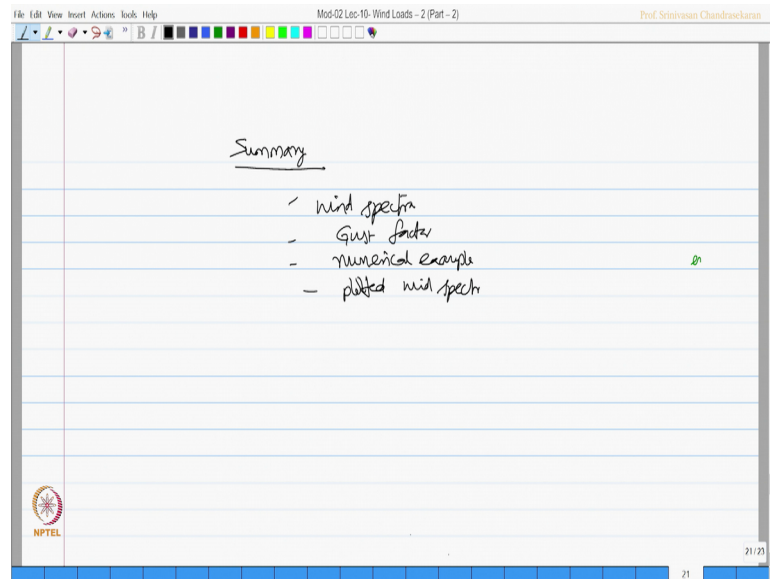 File Edit View Insert Actions Tools Help
Mod-02 Lec-10- Wind Loads – 2 (Part – 2)
Prof. Srinivasan Chandrasekaran
B I
Summary
- wind spectra
- Gust factor
- numerical example
- plotted wind spectr
NPTEL
21/23
21